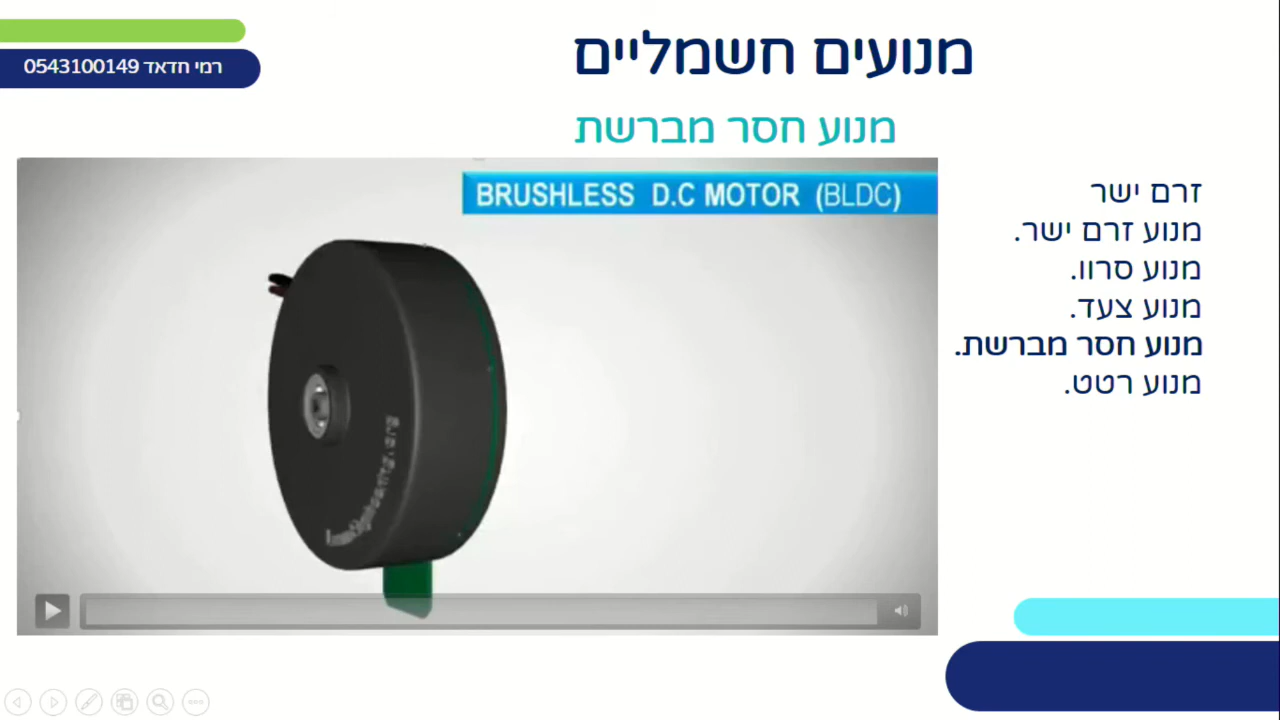 רמי חדאד 0543100149
מנועים חשמליים
מנוע חסר מברשת
BRUSHLESS D.C MOTOR (BLDC)
זרם ישר
מנוע זרם ישר.
מנוע סרוו.
מנוע צעד.
מנוע חסר מברשת.
מנוע רטט.